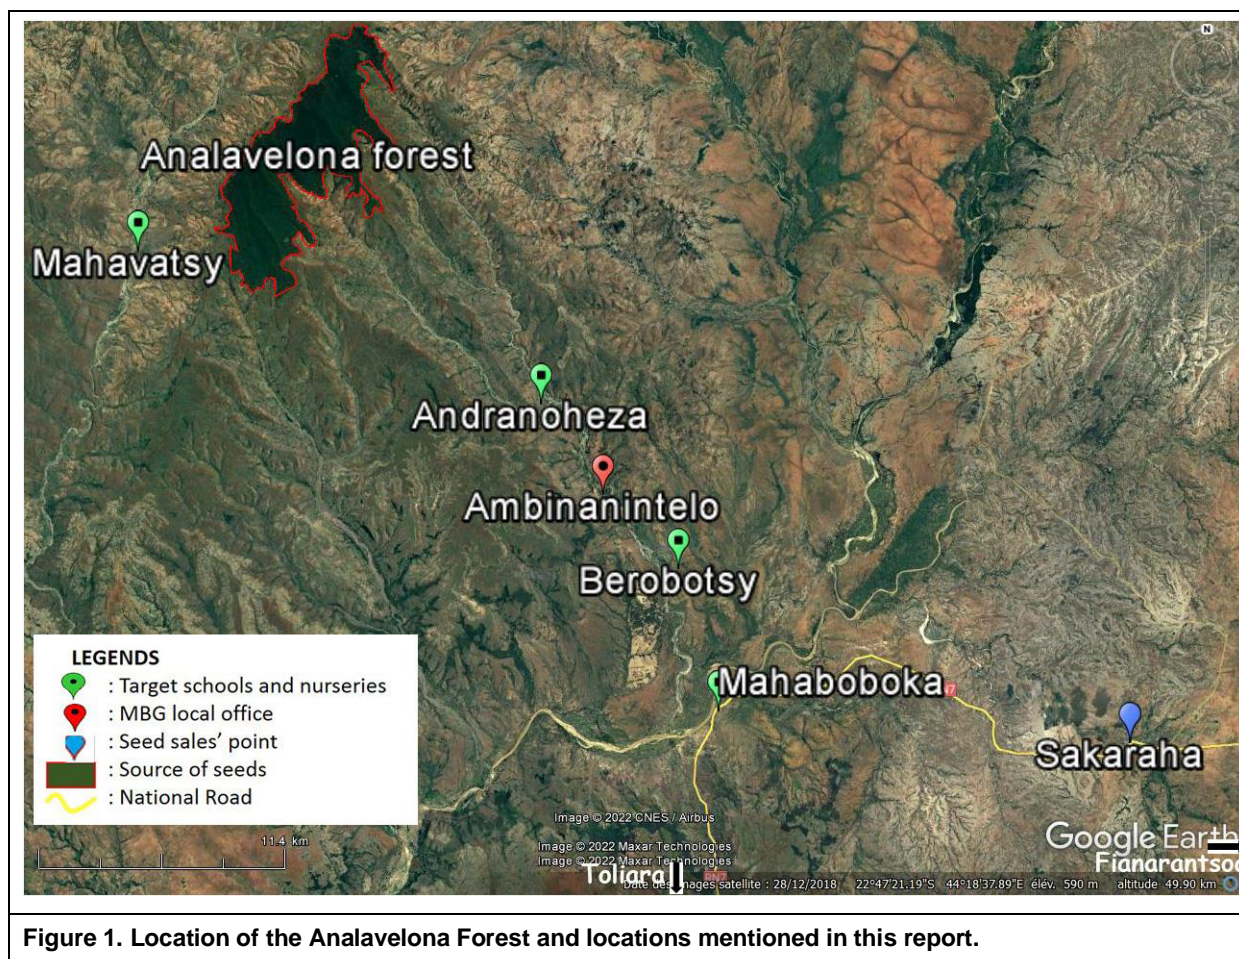 N
Analavelona forest
Mahavatsy
Andranoheza
Ambinanintelo
Berobotsy
Mahaboboka
Sakaraha
LEGENDS
: Target schools and nurseries
: MBG local office
: Seed sales’ point
: Source of seeds
: National Road
11.4 km
Image © 2022 CNES / Airbus
Image © 2022 Maxar Technologies
Image © 2022 Maxar Technologies
Google Earth
Fianarantsoa
Toliara
RN7
images satellite : 28/12/2018 22°47'21.19"S 44°18'37.89"E élév. 590 m altitude 49.90 km
Figure 1. Location of the Analavelona Forest and locations mentioned in this report.